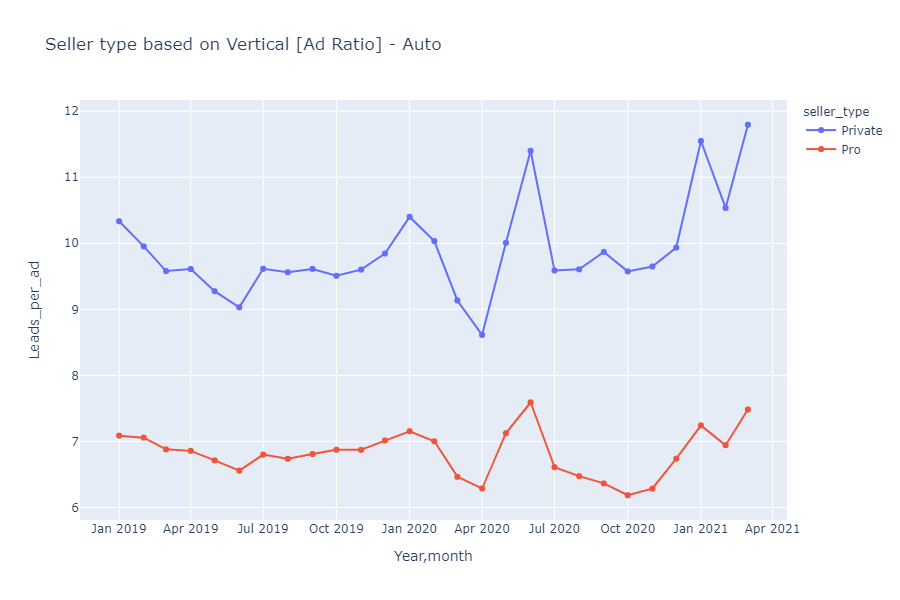 Seller type based on Vertical [Ad Ratio] - Auto
seller_type
Private
Pro
Leads_per_ad
12
11
10
9
8
7
6
Jan 2019 Apr 2019 Jul 2019 Oct 2019 Jan 2020 Apr 2020 Jul 2020 Oct 2020 Jan 2021 Apr 2021
Year,month